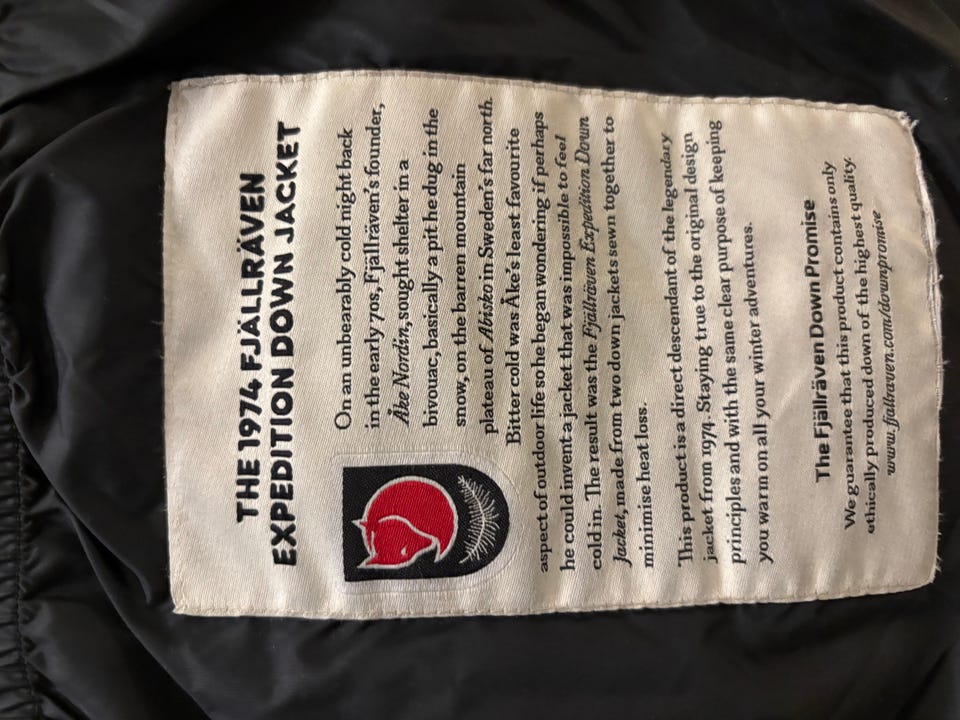 THE 1974 FJÄLLRÄVEN
EXPEDITION DOWN JACKET
On an unbearably cold night back
in the early 70s, Fjällräven's founder,
Åke Nordin, sought shelter in a
bivouac, basically a pit he dug in the
snow, on the barren mountain
plateau of Abisko in Sweden's far north.
Bitter cold was Åke's least favourite
aspect of outdoor life so he began wondering if perhaps
he could invent a jacket that was impossible to feel
cold in. The result was the Fjällräven Expedition Down
Jacket, made from two down jackets sewn together to
minimise heat loss.
This product is a direct descendant of the legendary
jacket from 1974. Staying true to the original design
principles and with the same clear purpose of keeping
you warm on all your winter adventures.
The Fjällräven Down Promise
We guarantee that this product contains only
ethically produced down of the highest quality.
www.fjallraven.com/downpromise